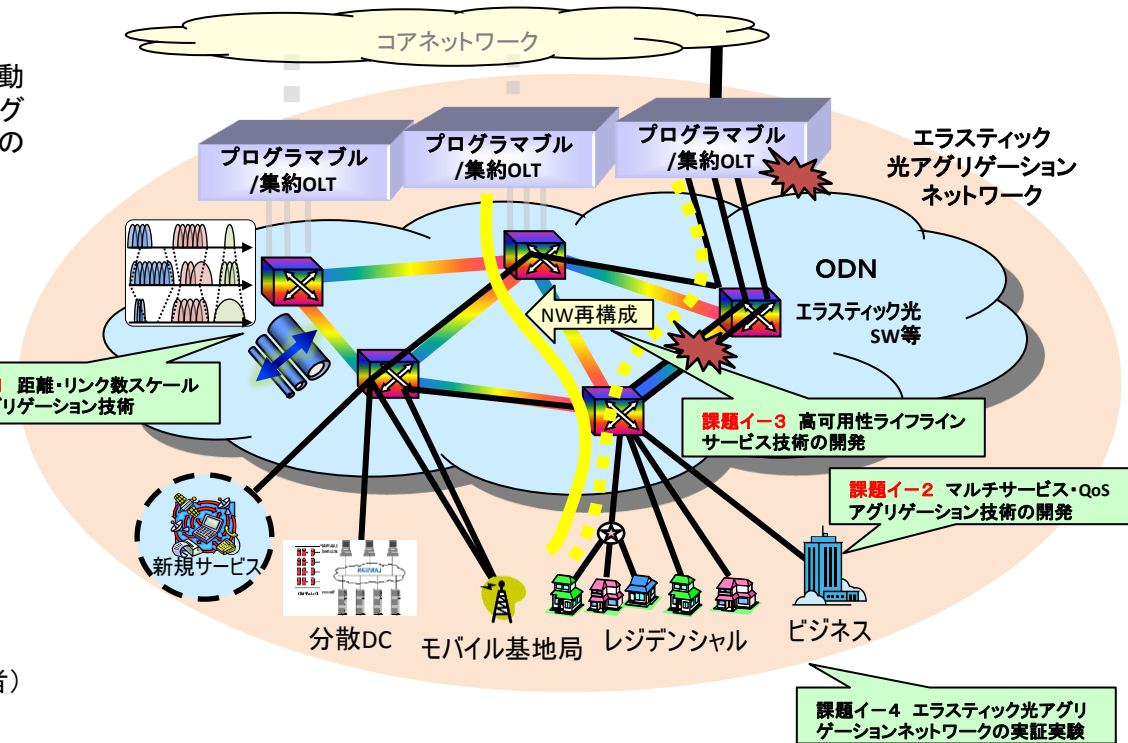 コアネットワーク
動
グ
の
プログラマブル
/集約OLT
プログラマブル
/集約OLT
プログラマブル
/集約OLT
エラスティック
光アグリゲーション
ネットワーク
ODN
エラスティック光
SW等
NW再構成
距離・リンク数スケール
グリゲーション技術
課題イー3 高可用性ライフライン
サービス技術の開発
課題イー2 マルチサービス・QoS
アグリゲーション技術の開発
新規サービス
分散DC
モバイル基地局
レジデンシャル
ビジネス
者)
課題イー4 エラスティック光アグリ
ゲーションネットワークの実証実験